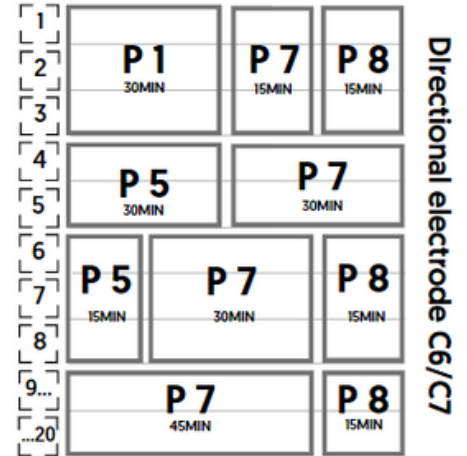 1
2
3
P 1
30MIN
P 7
15MIN
P 8
15MIN
4
5
P 5
30MIN
P 7
30MIN
6
7
8
P 5
15MIN
P 7
30MIN
P 8
15MIN
9...
...20
P 7
45MIN
P 8
15MIN
DIrectional electrode C6/C7